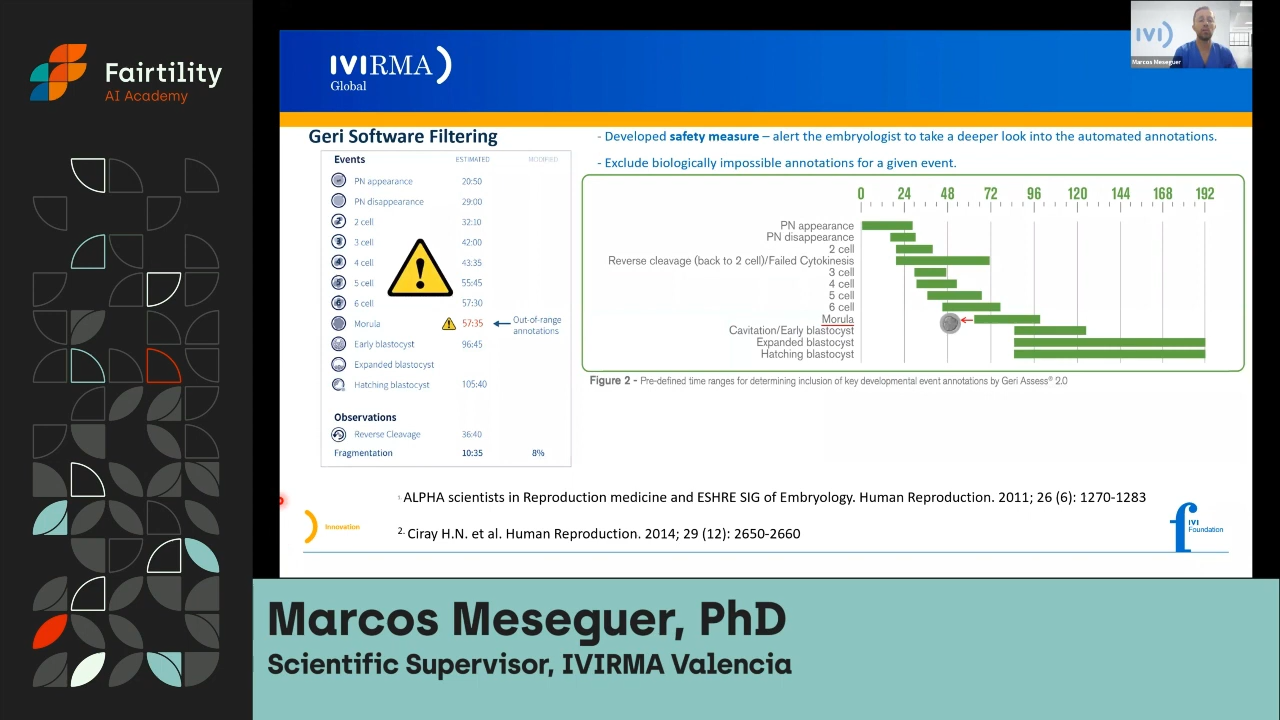 Fairtility
AI Academy
IVIRMA
Global
IVI
Marcos Meseguer
Geri Software Filtering
Events ESTIMATED MODIFIED
PN appearance 20:50
PN disappearance 29:00
2 cell 32:10
3 cell 42:00
4 cell 43:35
5 cell 55:45
6 cell 57:30
Morula 57:35 Out-of-range
annotations
Early blastocyst 96:45
Expanded blastocyst
Hatching blastocyst 105:40
Observations
Reverse Cleavage 36:40
Fragmentation 10:35 8%
- Developed safety measure – alert the embryologist to take a deeper look into the automated annotations.
- Exclude biologically impossible annotations for a given event.
0 24 48 72 96 120 144 168 192
PN appearance
PN disappearance
2 cell
Reverse cleavage (back to 2 cell)/Failed Cytokinesis
3 cell
4 cell
5 cell
6 cell
Morula
Cavitation/Early blastocyst
Expanded blastocyst
Hatching blastocyst
Figure 2 - Pre-defined time ranges for determining inclusion of key developmental event annotations by Geri Assess® 2.0
1 ALPHA scientists in Reproduction medicine and ESHRE SIG of Embryology. Human Reproduction. 2011; 26 (6): 1270-1283
2. Ciray H.N. et al. Human Reproduction. 2014; 29 (12): 2650-2660
Innovation
IVI
Foundation
Marcos Meseguer, PhD
Scientific Supervisor, IVIRMA Valencia